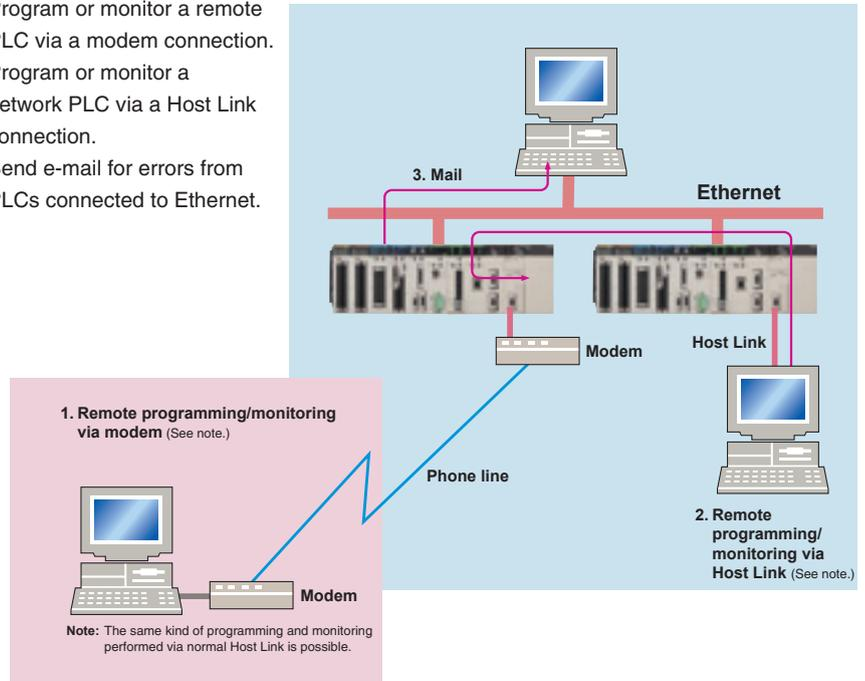 rogram or monitor a remote
LC via a modem connection.
rogram or monitor a
etwork PLC via a Host Link
onnection.
end e-mail for errors from
LCs connected to Ethernet.
3. Mail
Ethernet
Modem
Host Link
1. Remote programming/monitoring
via modem (See note.)
Phone line
2. Remote
programming/
monitoring via
Host Link (See note.)
Modem
Note: The same kind of programming and monitoring
performed via normal Host Link is possible.